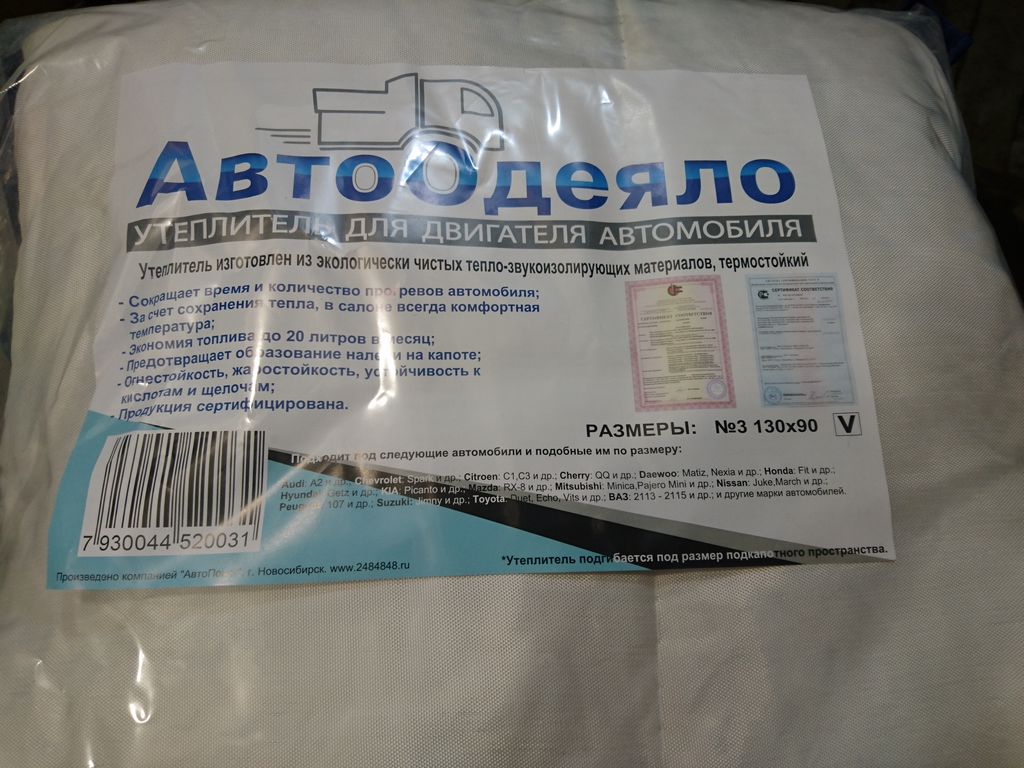 АвтоОдеяло
УТЕПЛИТЕЛЬ ДЛЯ ДВИГАТЕЛЯ АВТОМОБИЛЯ
Утеплитель изготовлен из экологически чистых тепло-звукоизолирующих материалов, термостойкий
- Сокращает время и количество прогревов автомобиля;
- За счет сохранения тепла, в салоне всегда комфортная
температура;
- Экономия топлива до 20 литров в месяц;
- Предотвращает образование наледи на капоте;
- Огнестойкость, жаростойкость, устойчивость к
кислотам и щелочам;
- Продукция сертифицирована.
СЕРТИФИКАТ СООТВЕТСТВИЯ
СЕРТИФИКАТ СООТВЕТСТВИЯ
РАЗМЕРЫ: №3 130х90 V
Подходит под следующие автомобили и подобные им по размеру:
Audi: A2 и др.; Chevrolet: Spark и др.; Citroen: C1,C3 и др.; Cherry: QQ и др.; Daewoo: Matiz, Nexia и др.; Honda: Fit и др.;
Hyundai: Getz и др.; KIA: Picanto и др.; Mazda: RX-8 и др.; Mitsubishi: Minica,Pajero Mini и др.; Nissan: Juke,March и др.;
Peugeot: 107 и др.; Suzuki: Jimny и др.; Toyota: Duet, Echo, Vits и др.; ВАЗ: 2113 - 2115 и др.; и другие марки автомобилей.
7 930044 520031
*Утеплитель подгибается под размер подкапотного пространства.
Произведено компанией г. Новосибирск. www.2484848.ru